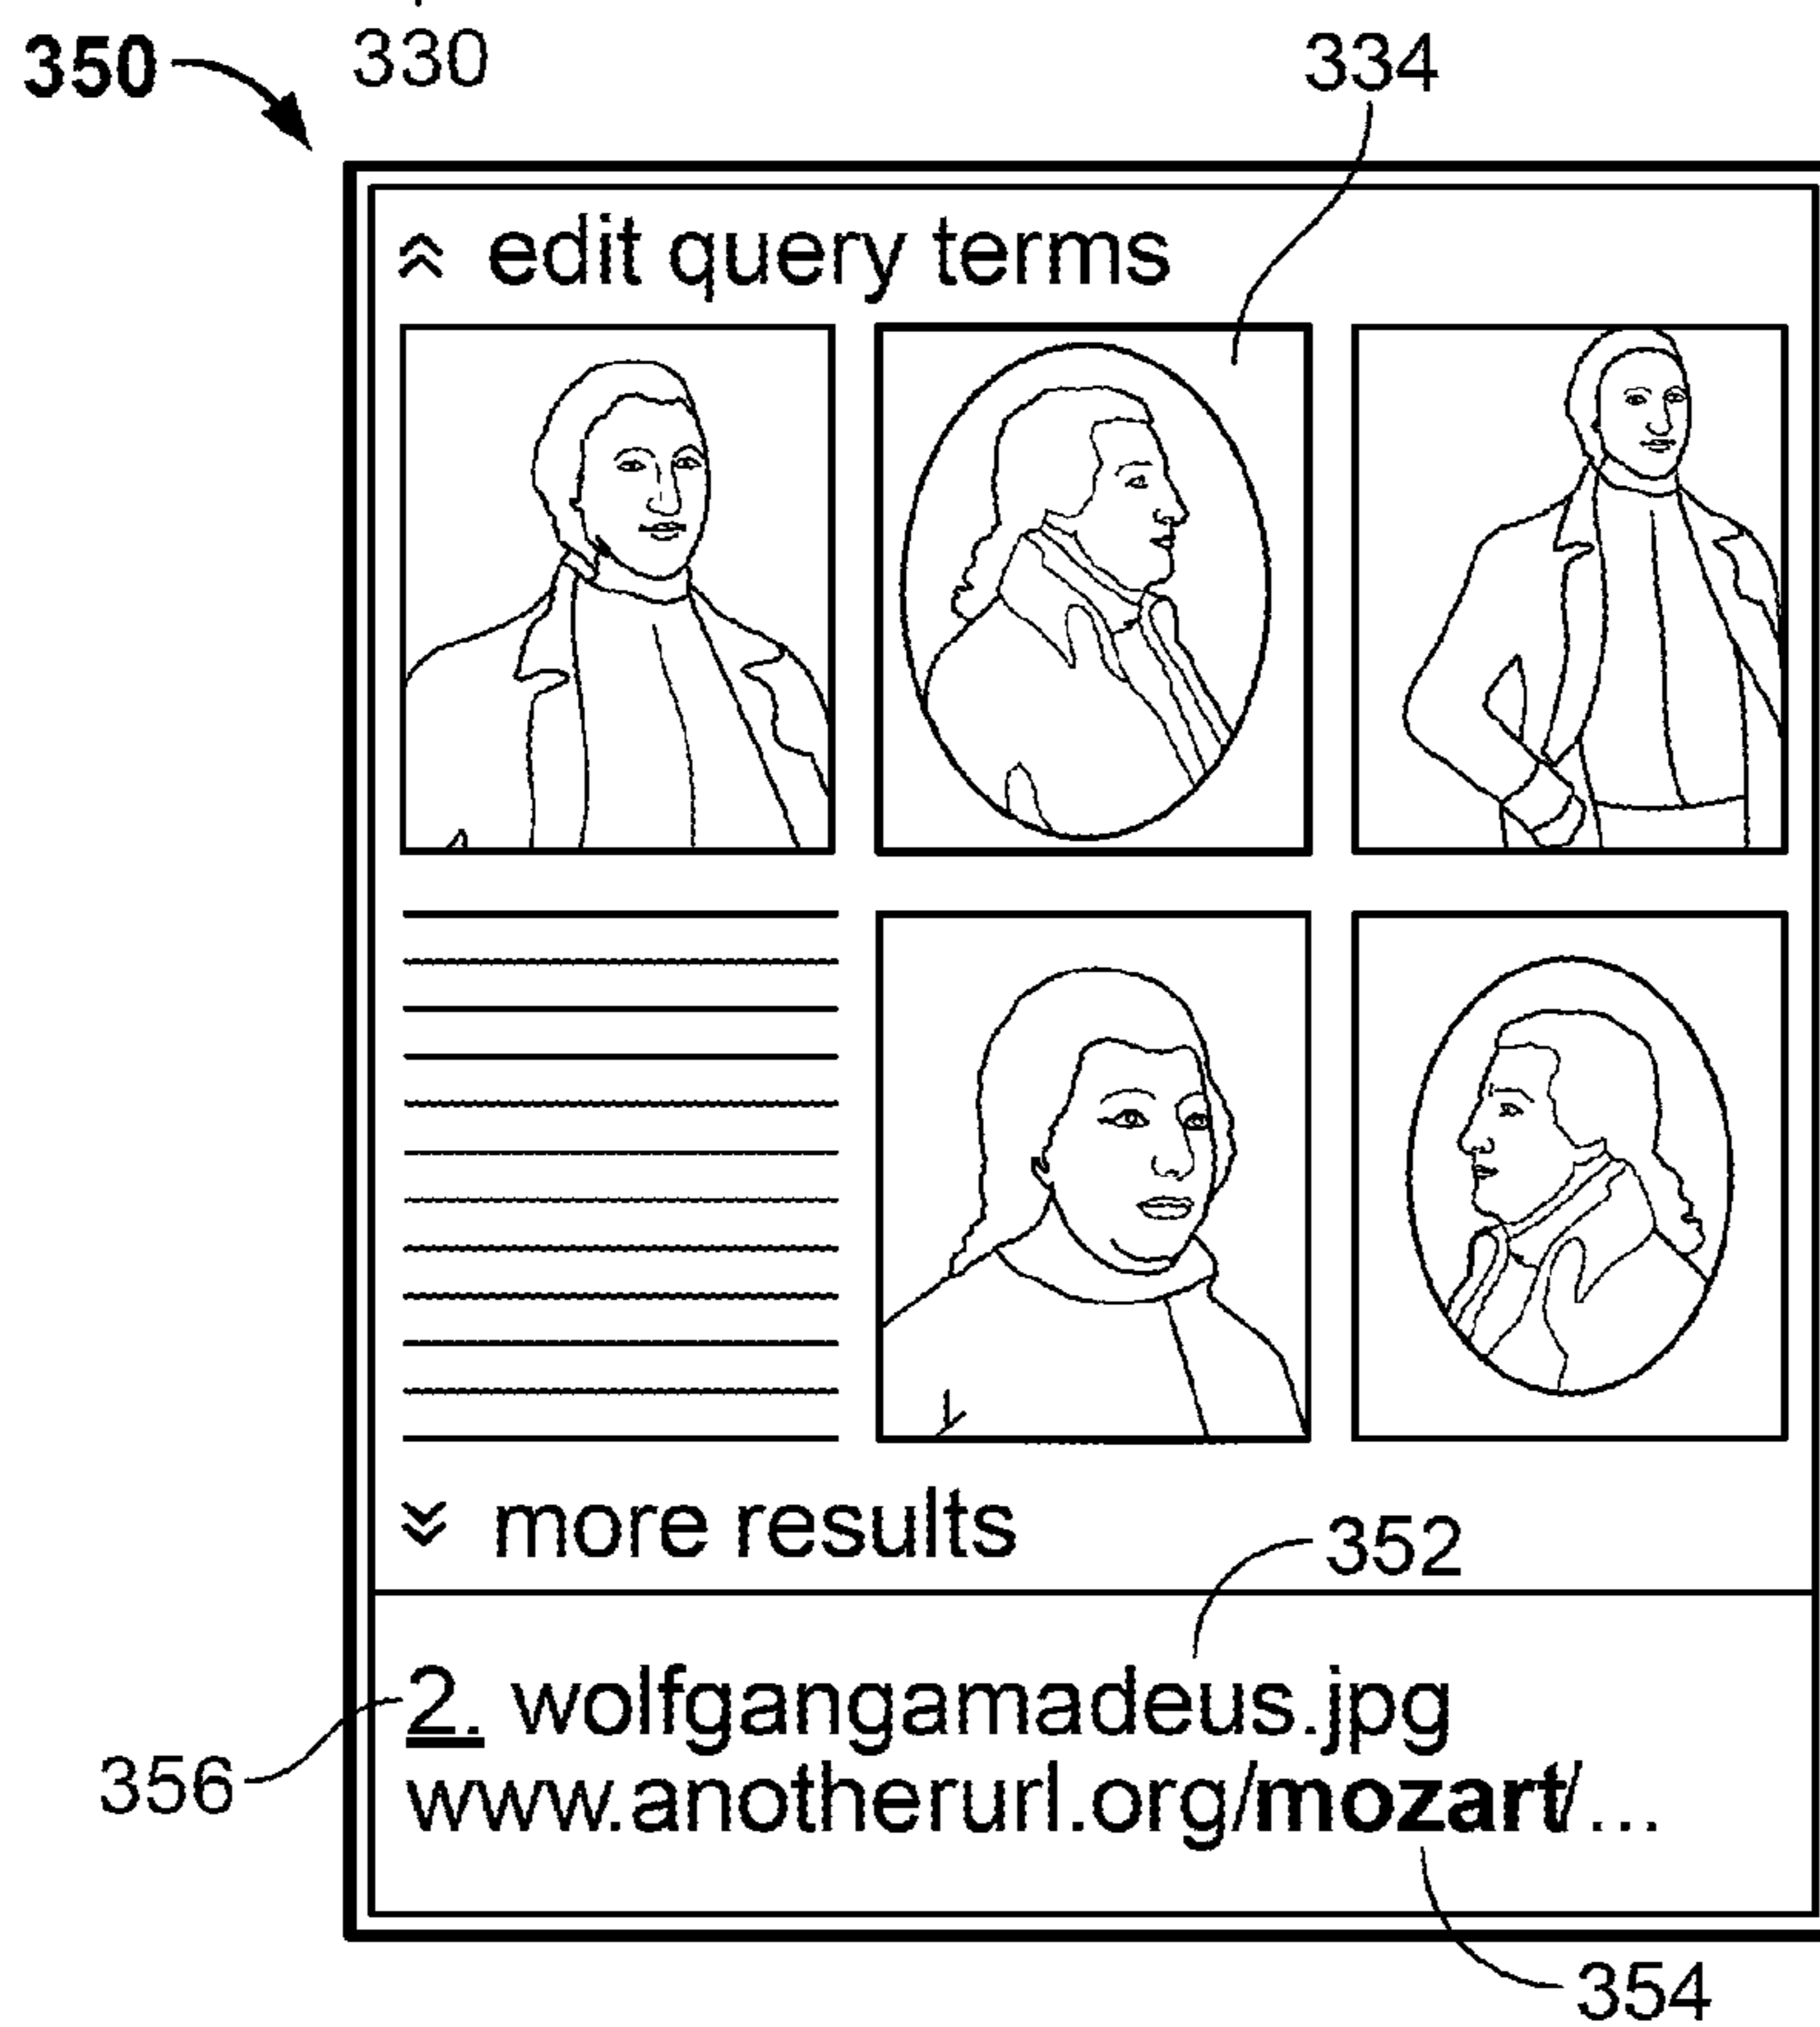 330
350
334
edit query terms
more results
352
2. wolfgangamadeus.jpg
356
www.anotherurl.org/mozart/...
354